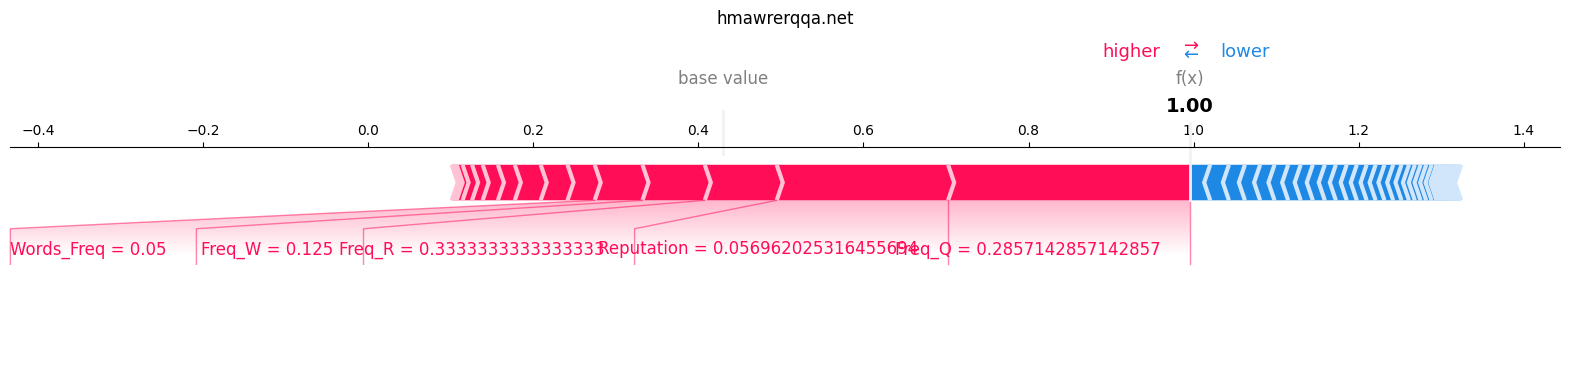 hmawrerqqa.net
higher ⇄ lower
base value f(x)
1.00
−0.4 −0.2 0.0 0.2 0.4 0.6 0.8 1.0 1.2 1.4
Words_Freq = 0.05 Freq_W = 0.125 Freq_R = 0.3333333333333333 Reputation = 0.056962025316455694 Freq_Q = 0.2857142857142857